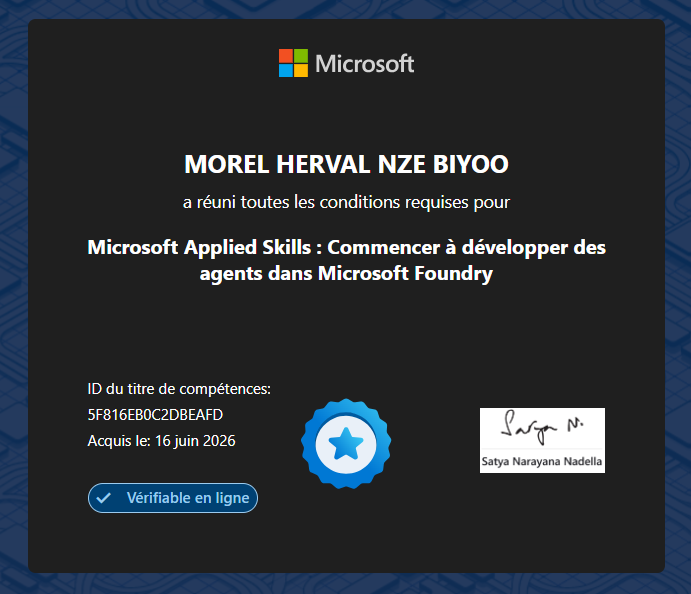 Microsoft
MOREL HERVAL NZE BIYOO
a réuni toutes les conditions requises pour
Microsoft Applied Skills : Commencer à développer des
agents dans Microsoft Foundry
ID du titre de compétences:
5F816EB0C2DBEAFD
Acquis le: 16 juin 2026
Vérifiable en ligne
Satya N.
Satya Narayana Nadella